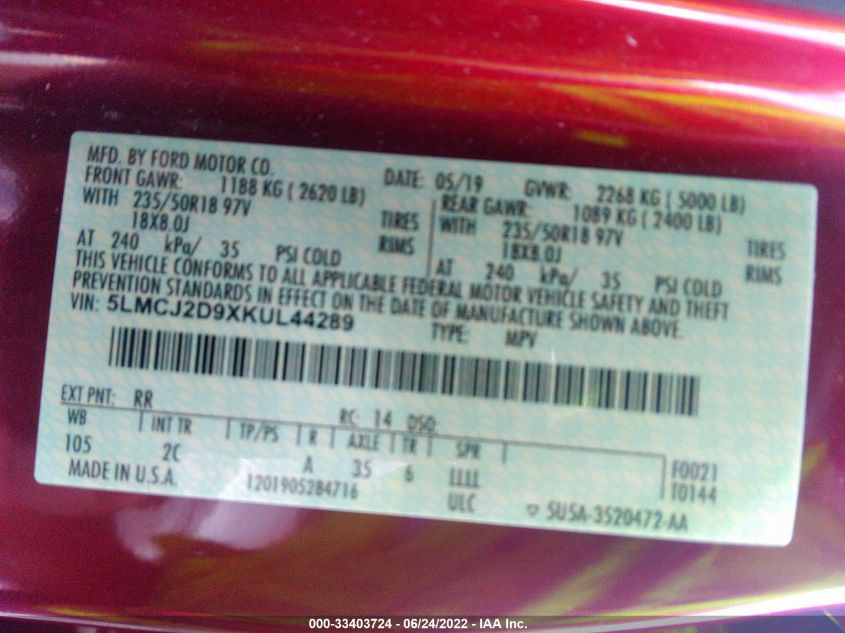 MFD. BY FORD MOTOR CO. DATE: 05/19 GVWR: 2268 KG ( 5000 LB)
FRONT GAWR: 1188 KG ( 2620 LB) REAR GAWR: 1089 KG ( 2400 LB)
WITH 235/50R18 97V TIRES WITH 235/50R18 97V TIRES
18X8.0J RIMS 18X8.0J RIMS
AT 240 kPa/ 35 PSI COLD AT 240 kPa/ 35 PSI COLD
THIS VEHICLE CONFORMS TO ALL APPLICABLE FEDERAL MOTOR VEHICLE SAFETY AND THEFT
PREVENTION STANDARDS IN EFFECT ON THE DATE OF MANUFACTURE SHOWN ABOVE.
VIN: 5LMCJ2D9XKUL44289 TYPE: MPV
EXT PNT: RR RC: 14 DSO:
WB INT TR TP/PS R AXLE TR SPR F0021
105 2C A 35 6 LLLL T0144
MADE IN U.S.A. 1201905284716 ULC 5U5A-3520472-AA
000-33403724 - 06/24/2022 - IAA Inc.